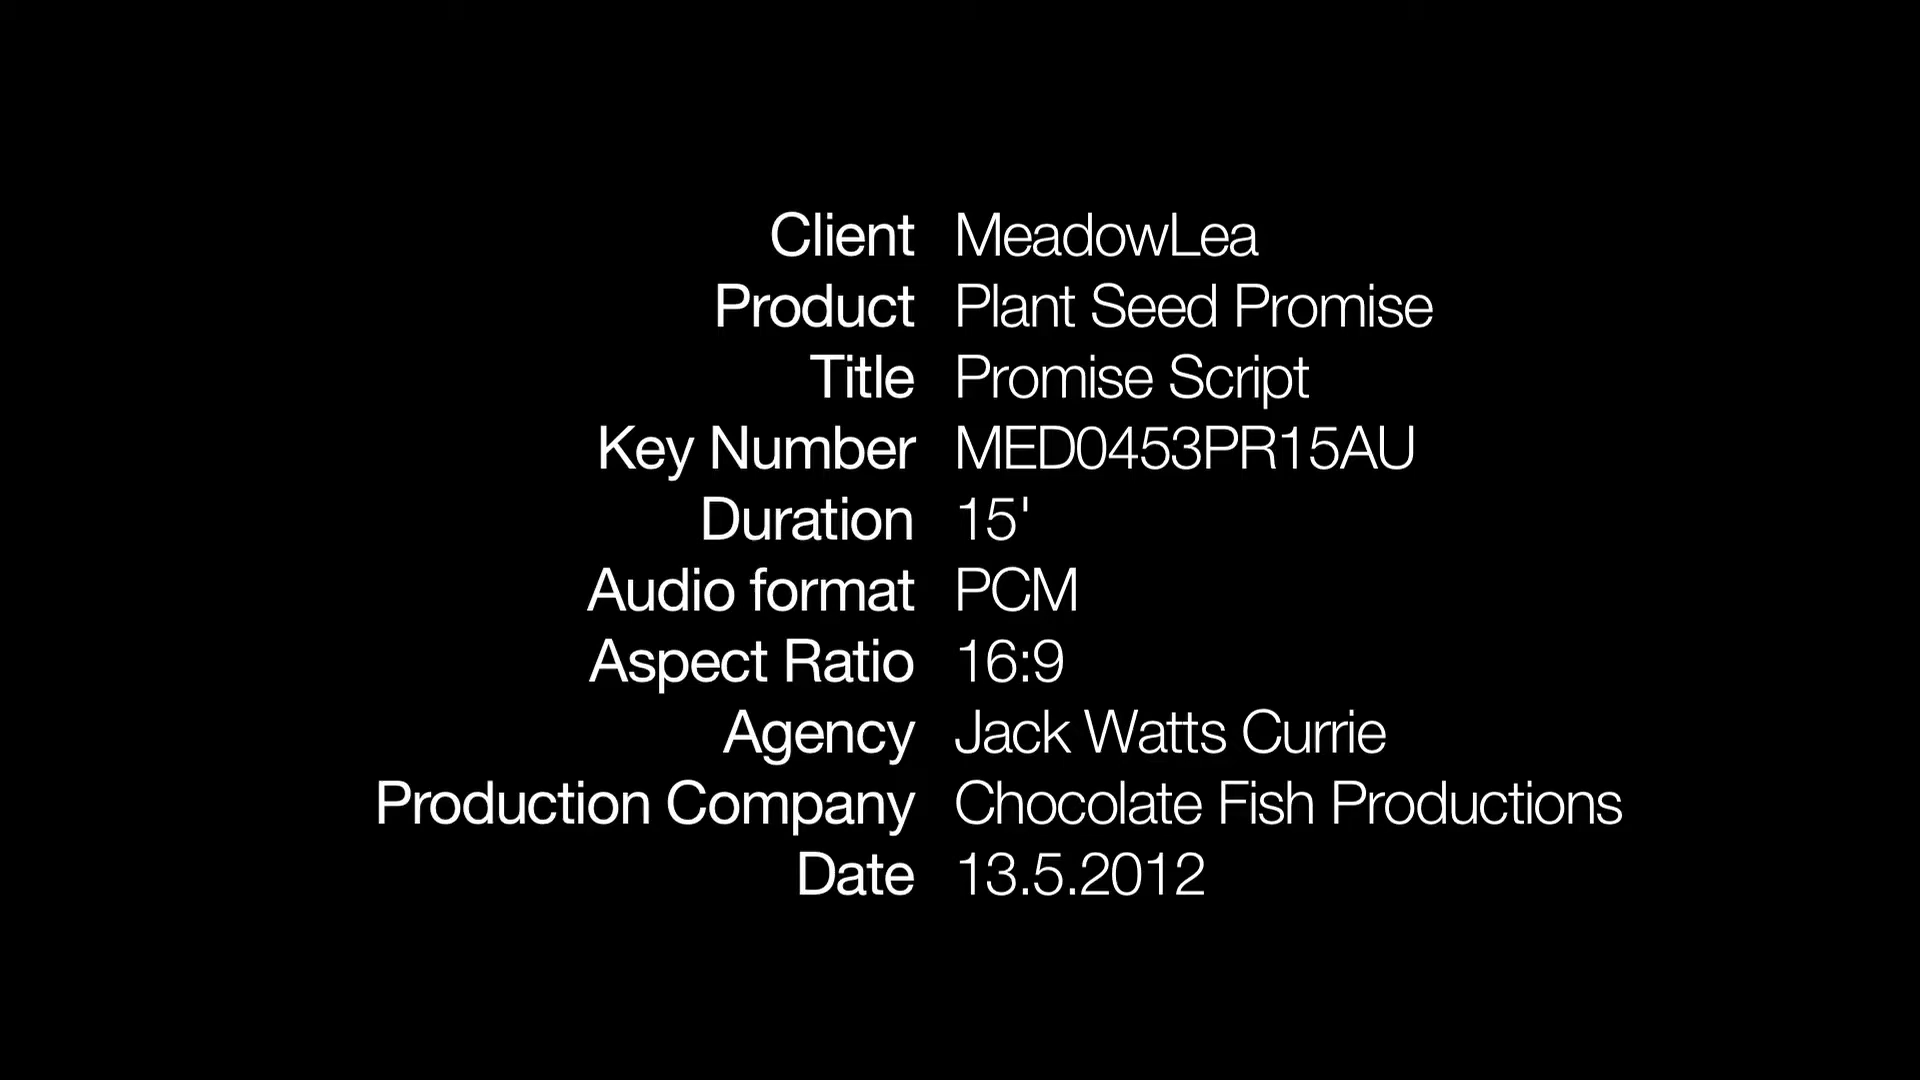 Client MeadowLea
Product Plant Seed Promise
Title Promise Script
Key Number MED0453PR15AU
Duration 15'
Audio format PCM
Aspect Ratio 16:9
Agency Jack Watts Currie
Production Company Chocolate Fish Productions
Date 13.5.2012